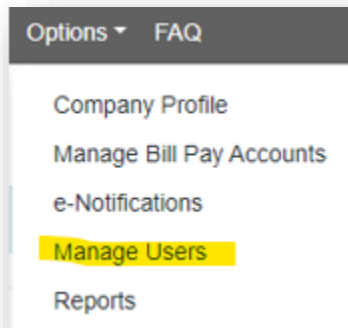 Options FAQ
Company Profile
Manage Bill Pay Accounts
e-Notifications
Manage Users
Reports